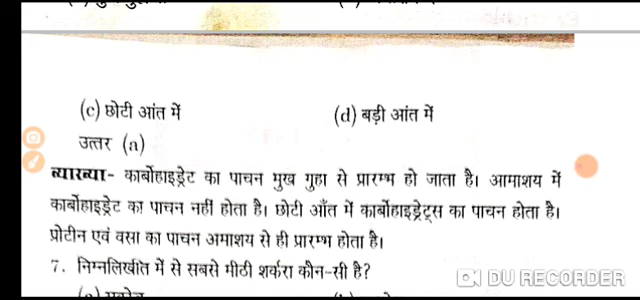 (c) छोटी आंत में (d) बड़ी आंत में
उत्तर (a)
व्याख्या- कार्बोहाइड्रेट का पाचन मुख गुहा से प्रारम्भ हो जाता है। आमाशय में
कार्बोहाइड्रेट का पाचन नहीं होता है। छोटी आँत में कार्बोहाइड्रेट्स का पाचन होता है।
प्रोटीन एवं वसा का पाचन अमाशय से ही प्रारम्भ होता है।
7. निम्नलिखीत में से सबसे मीठी शर्करा कौन-सी है?
DU RECORDER